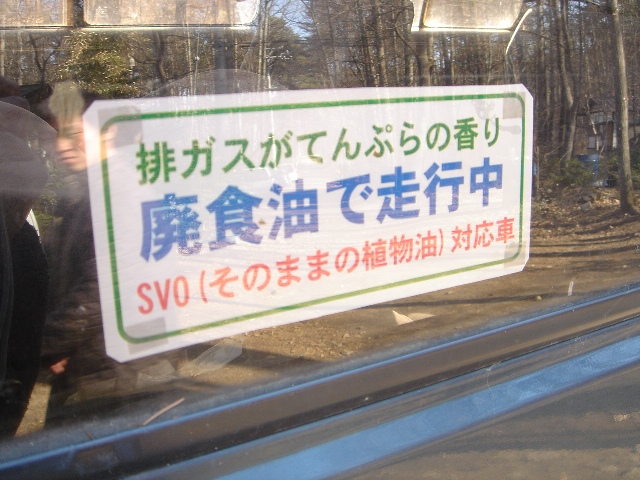 排ガスがてんぷらの香り
廃食油で走行中
SVO(そのままの植物油)対応車